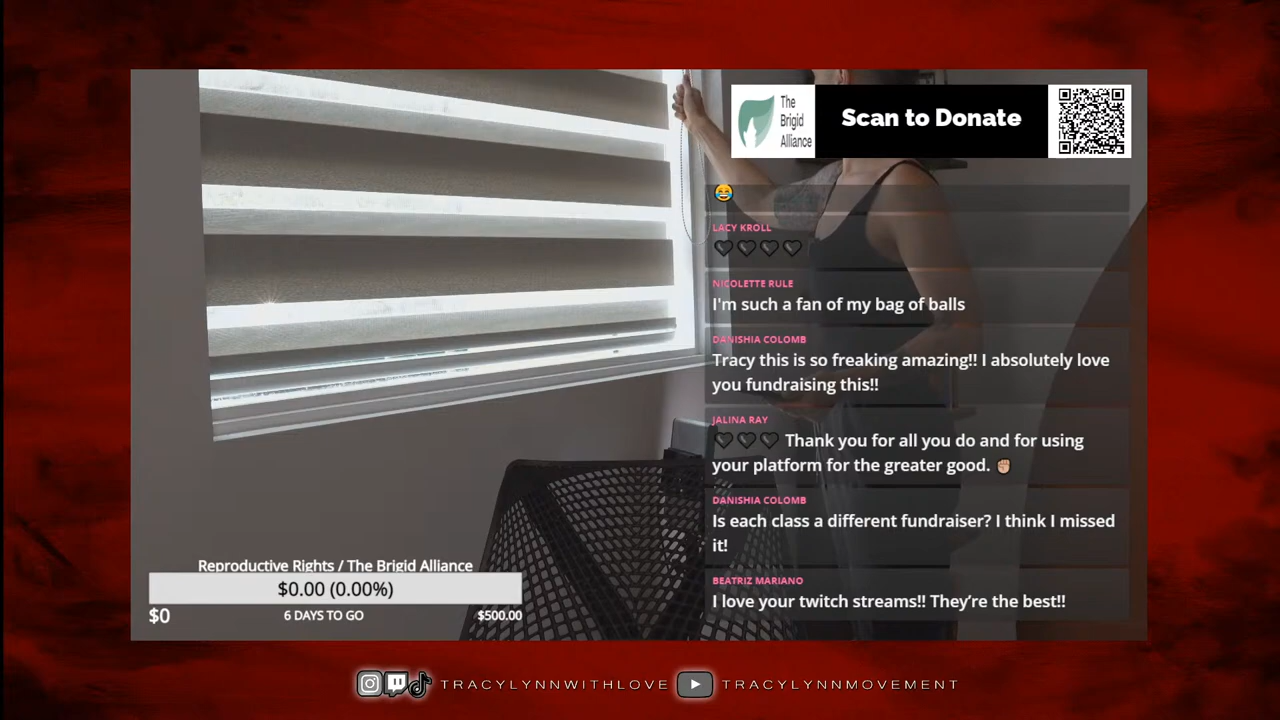 The
Brigid
Alliance
Scan to Donate
😂
LACY KROLL
🖤🖤🖤🖤
NICOLETTE RULE
I'm such a fan of my bag of balls
DANISHIA COLOMB
Tracy this is so freaking amazing!! I absolutely love
you fundraising this!!
JALINA RAY
🖤🖤🖤 Thank you for all you do and for using
your platform for the greater good. ✊🏼
DANISHIA COLOMB
Is each class a different fundraiser? I think I missed
it!
BEATRIZ MARIANO
I love your twitch streams!! They’re the best!!
Reproductive Rights / The Brigid Alliance
$0.00 (0.00%)
$0 6 DAYS TO GO $500.00
TRACYLYNNWITHLOVE TRACYLYNNMOVEMENT